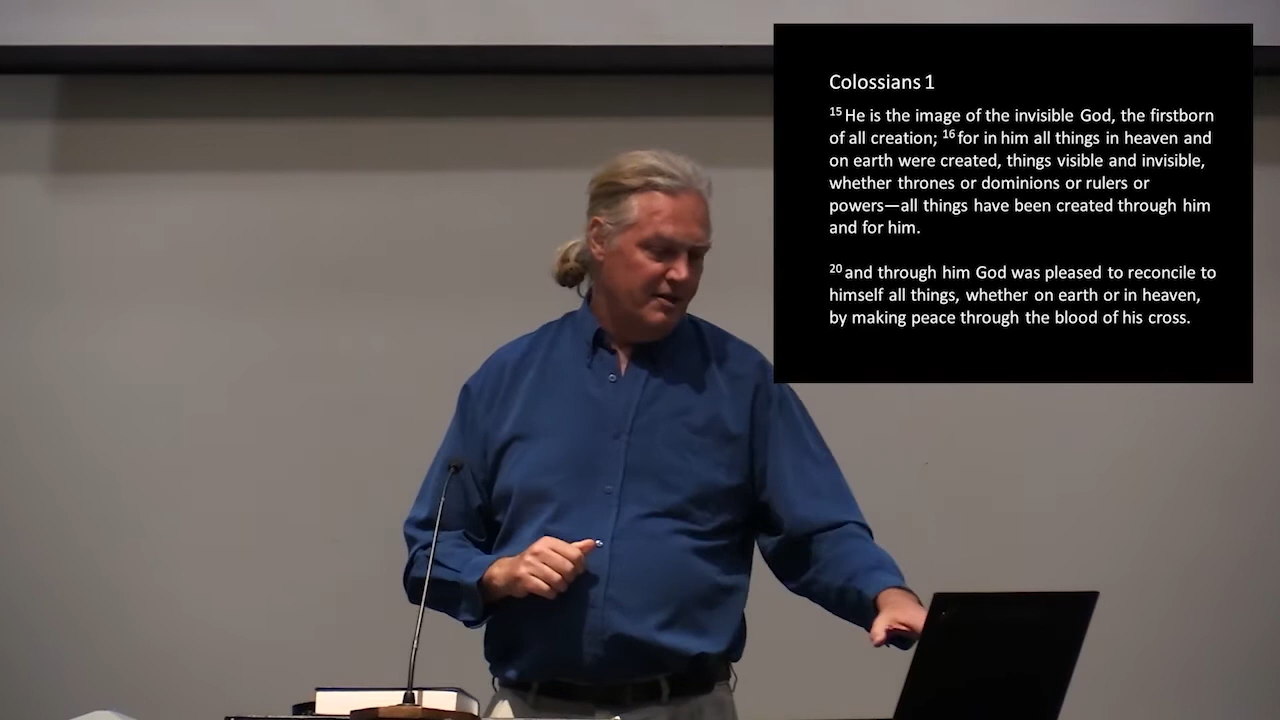 Colossians 1
15 He is the image of the invisible God, the firstborn
of all creation; 16 for in him all things in heaven and
on earth were created, things visible and invisible,
whether thrones or dominions or rulers or
powers—all things have been created through him
and for him.
20 and through him God was pleased to reconcile to
himself all things, whether on earth or in heaven,
by making peace through the blood of his cross.